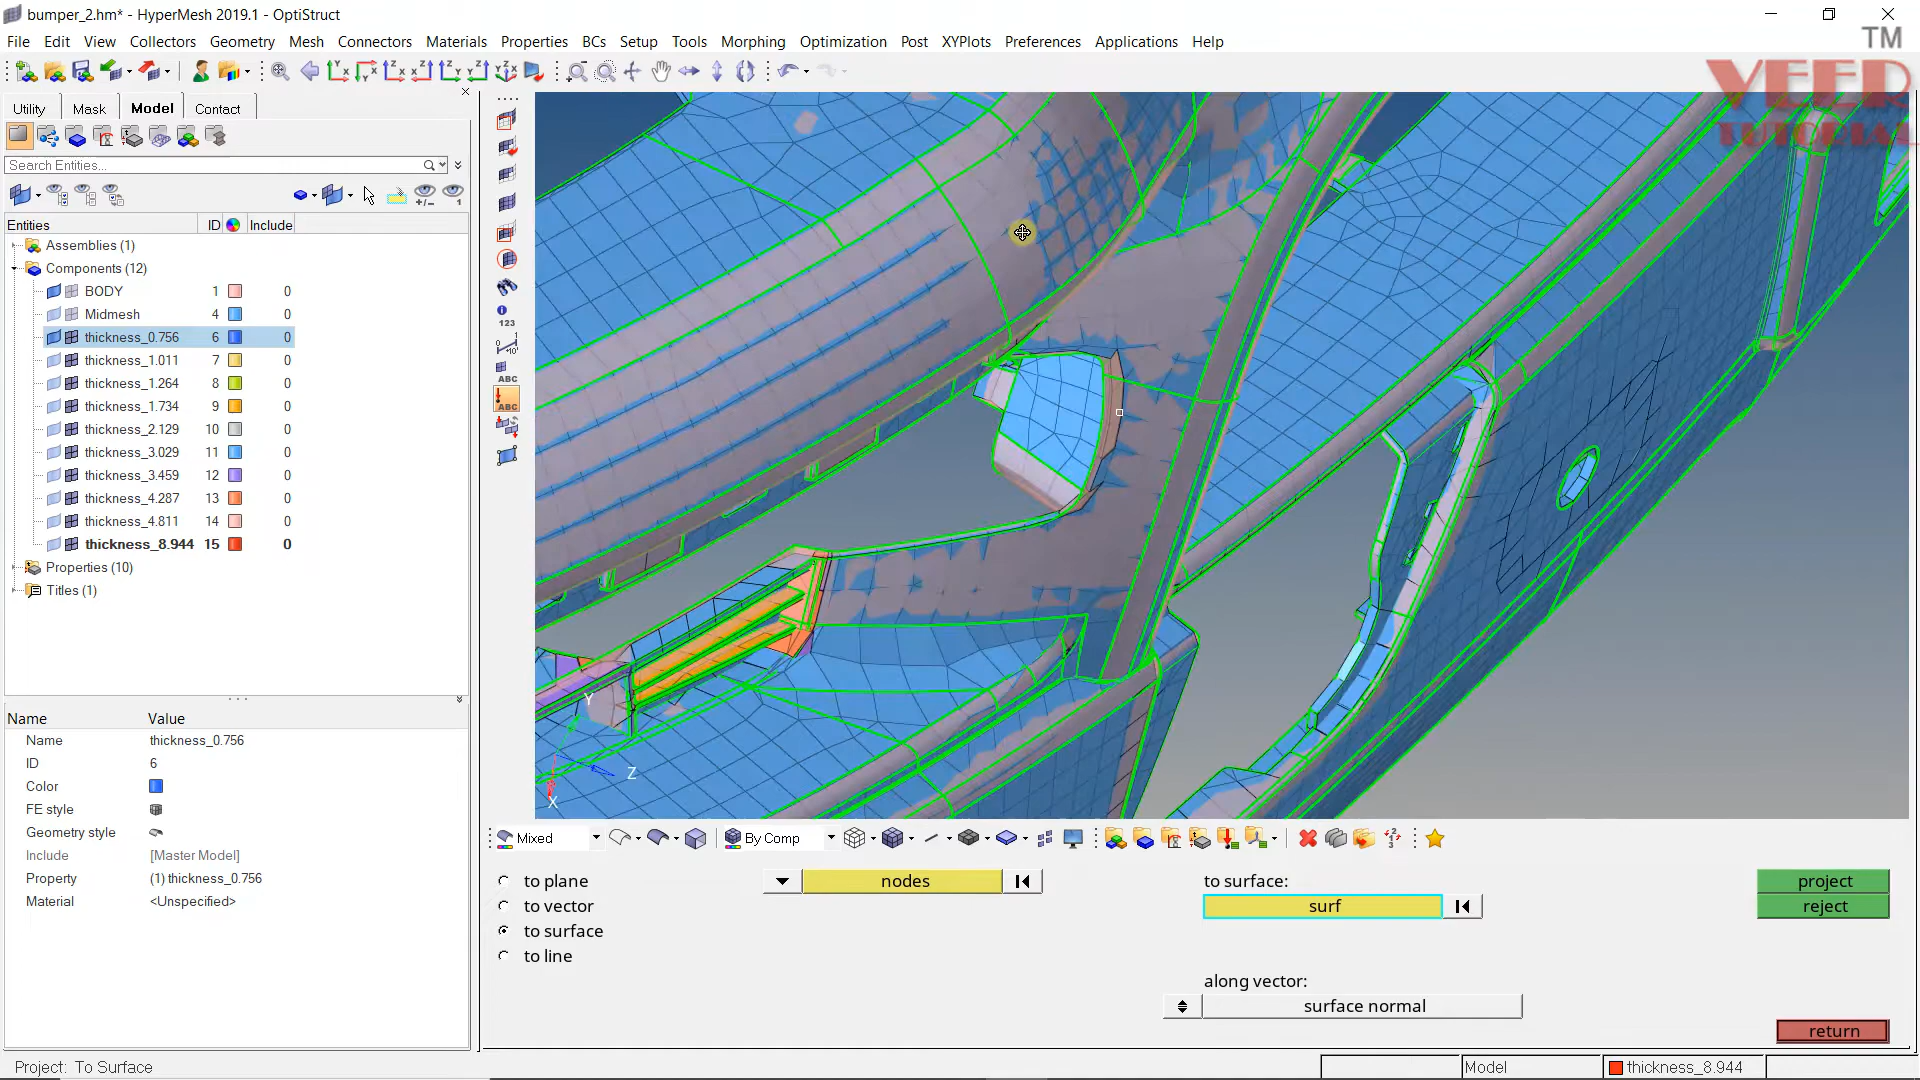 bumper_2.hm* - HyperMesh 2019.1 - OptiStruct
File Edit View Collectors Geometry Mesh Connectors Materials Properties BCs Setup Tools Morphing Optimization Post XYPlots Preferences Applications Help
TM
VEER
TUTORIAL
Utility Mask Model Contact
Search Entities...
Entities ID Include
Assemblies (1)
Components (12)
BODY 1 0
Midmesh 4 0
thickness_0.756 6 0
thickness_1.011 7 0
thickness_1.264 8 0
thickness_1.734 9 0
thickness_2.129 10 0
thickness_3.029 11 0
thickness_3.459 12 0
thickness_4.287 13 0
thickness_4.811 14 0
thickness_8.944 15 0
Properties (10)
Titles (1)
Name Value
Name thickness_0.756
ID 6
Color
FE style
Geometry style
Include [Master Model]
Property (1) thickness_0.756
Material <Unspecified>
123
ABC
ABC
Y
Z
X
Mixed By Comp
to plane nodes to surface: project
to vector surf reject
to surface
to line
along vector:
surface normal
return
Project: To Surface Model thickness_8.944